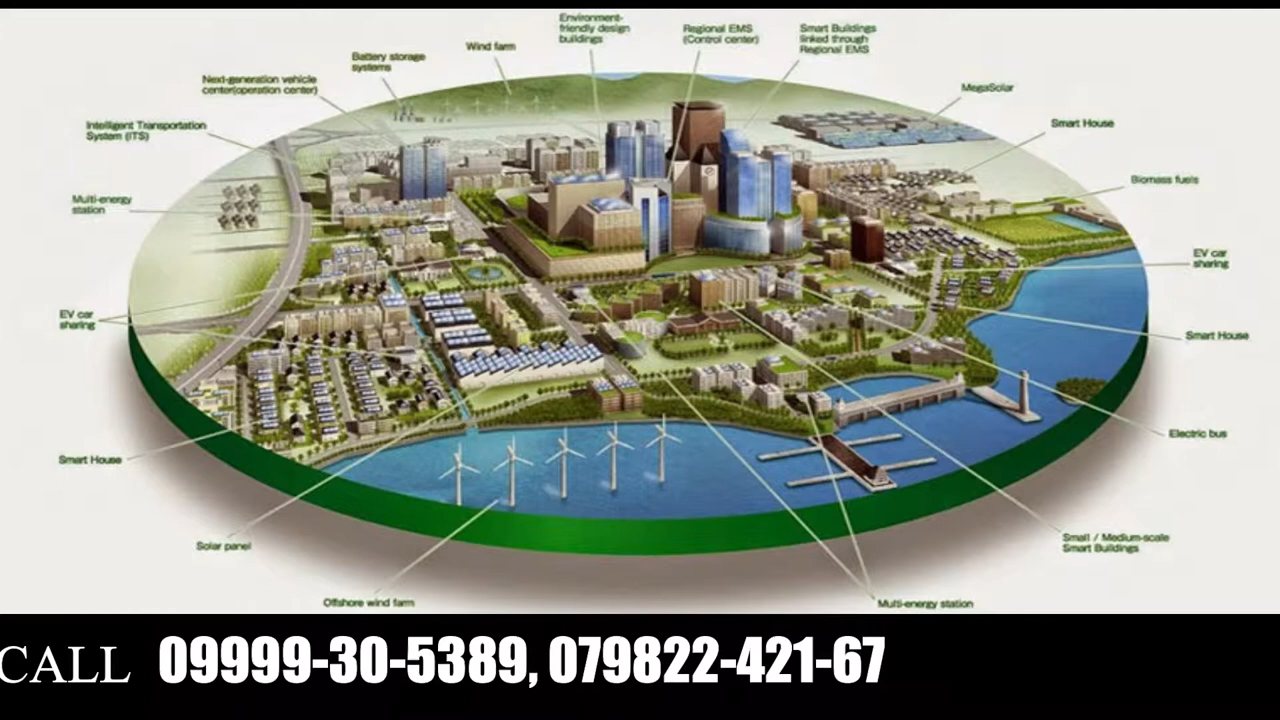 Environment-
friendly design
buildings
Regional EMS
(Control center)
Smart Buildings
linked through
Regional EMS
Wind farm
Battery storage
systems
Next-generation vehicle
center(operation center)
MegaSolar
Intelligent Transportation
System (ITS)
Smart House
Multi-energy
station
Biomass fuels
EV car
sharing
EV car
sharing
Smart House
Smart House
Electric bus
Solar panel
Small / Medium-scale
Smart Buildings
Offshore wind farm
Multi-energy station
CALL 09999-30-5389, 079822-421-67